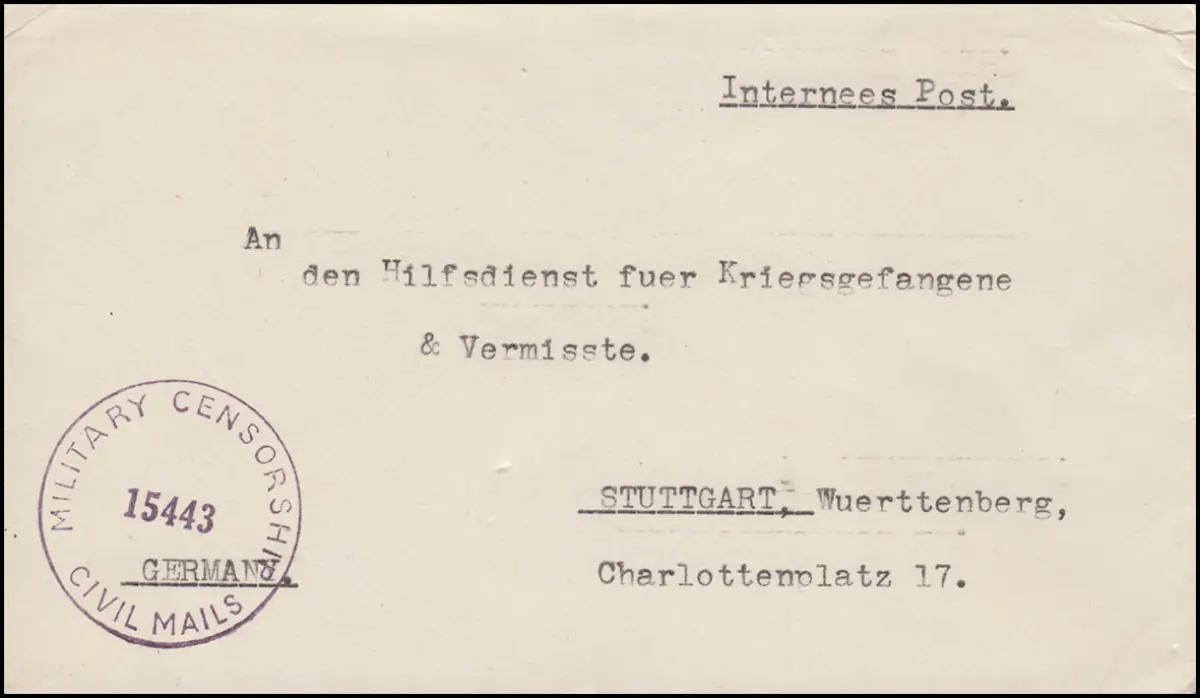 Internees Post.
An
den Hilfsdienst fuer Kriegsgefangene
& Vermisste.
STUTTGART, Wuerttenberg,
Charlottenplatz 17.
GERMANY.
MILITARY CENSORSHIP
15443
CIVIL MAILS